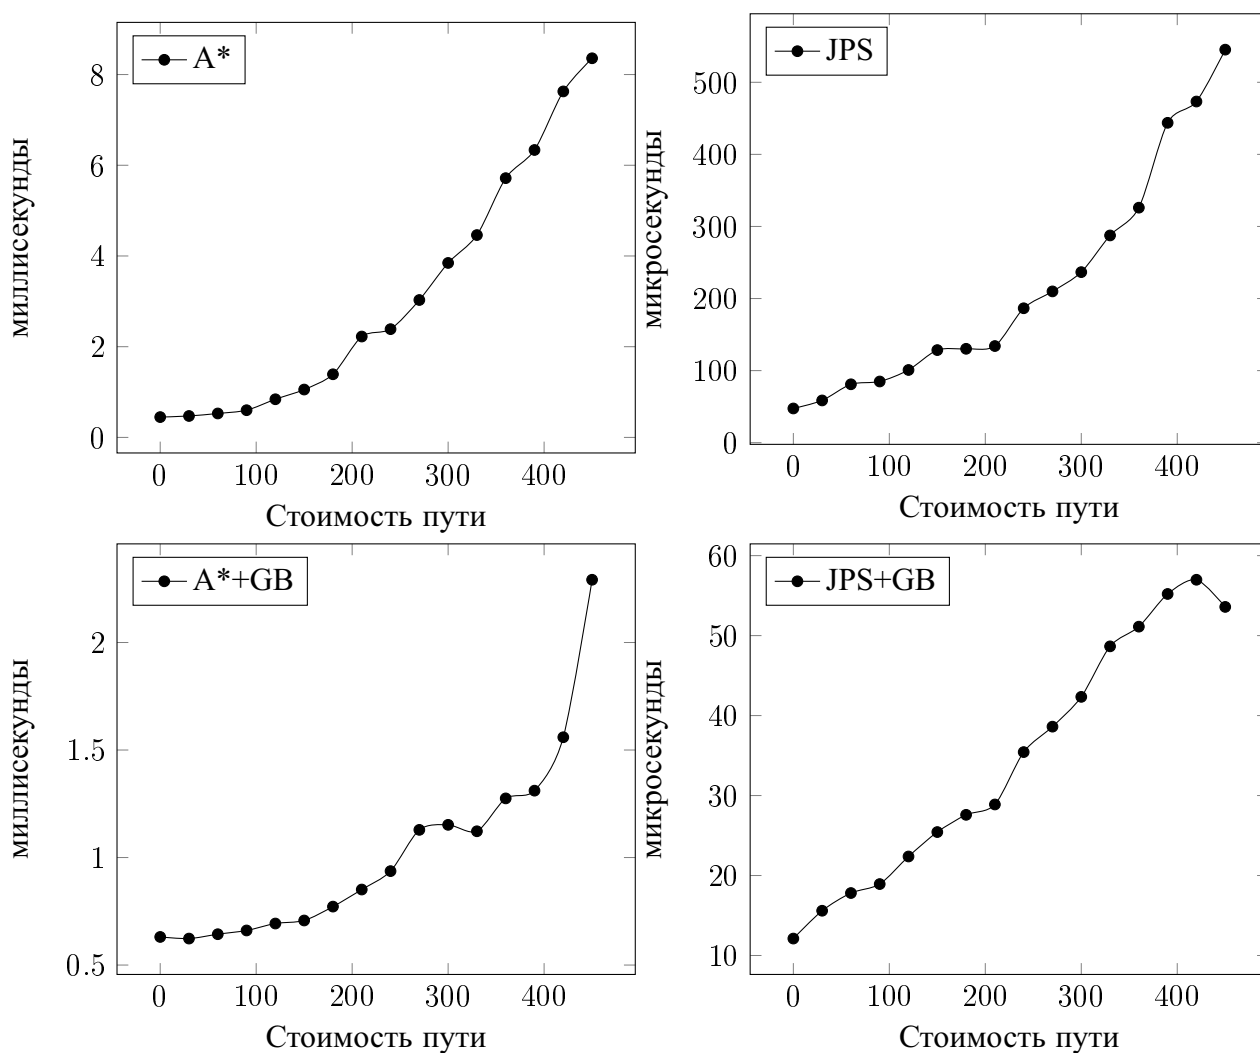 A*
миллисекунды
8
6
4
2
0
0 100 200 300 400
Стоимость пути
JPS
микросекунды
500
400
300
200
100
0
0 100 200 300 400
Стоимость пути
A*+GB
миллисекунды
2
1.5
1
0.5
0 100 200 300 400
Стоимость пути
JPS+GB
микросекунды
60
50
40
30
20
10
0 100 200 300 400
Стоимость пути